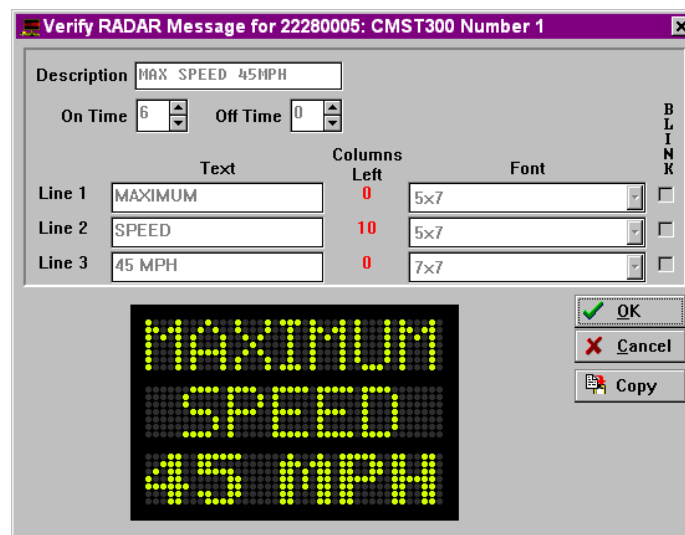 Verify RADAR Message for 22280005: CMST300 Number 1
Description MAX SPEED 45MPH
On Time 6 Off Time 0
BLINK
Text Columns Left Font
Line 1 MAXIMUM 0 5x7
Line 2 SPEED 10 5x7
Line 3 45 MPH 0 7x7
MAXIMUM
SPEED
45 MPH
OK
Cancel
Copy